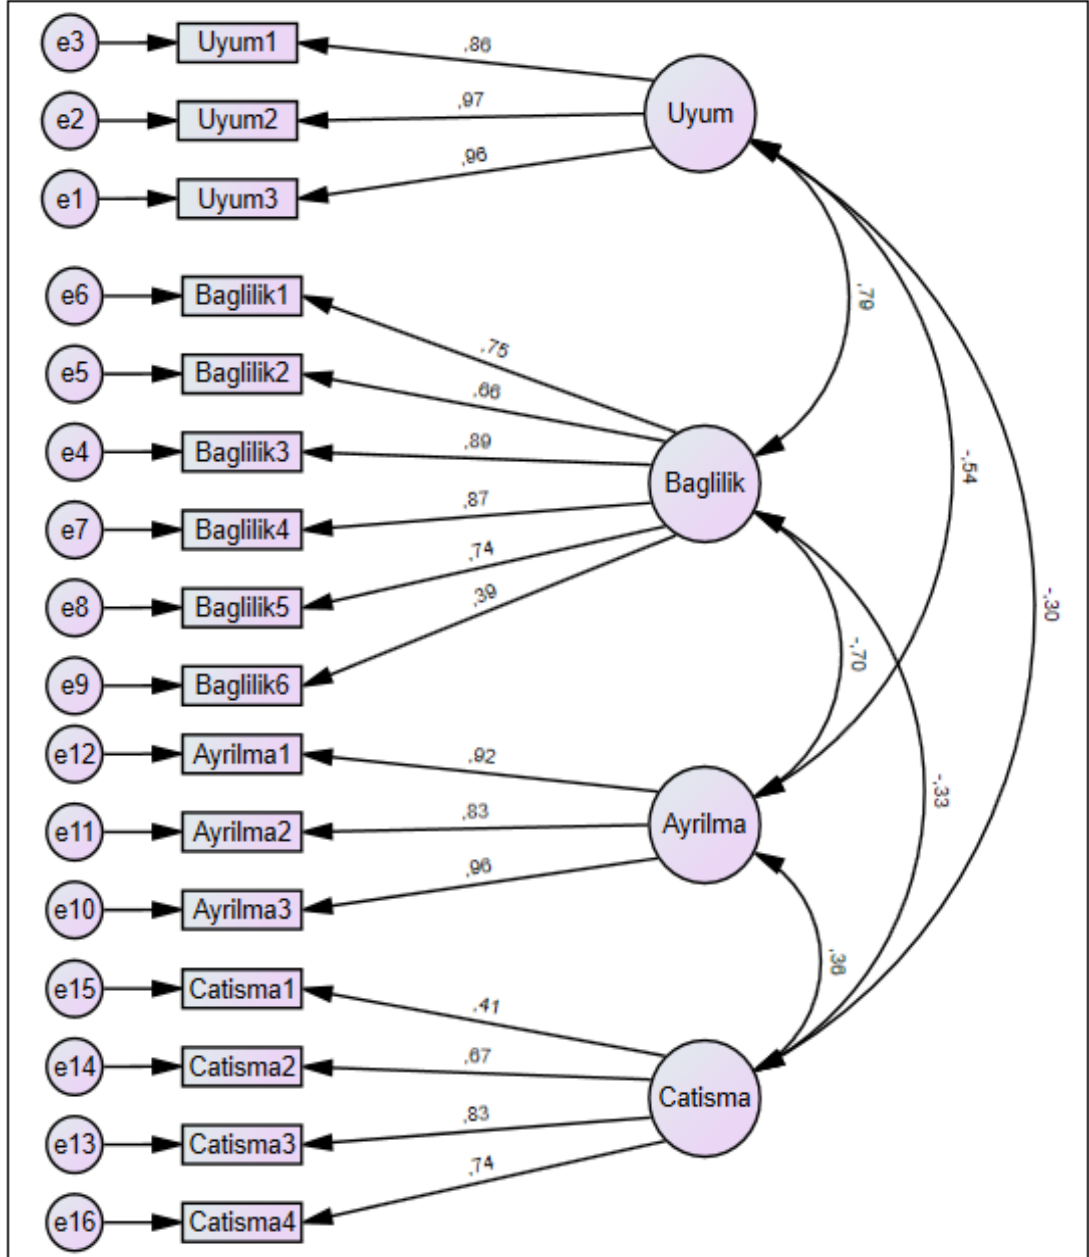 e3 Uyum1 ,86
e2 Uyum2 ,97 Uyum
e1 Uyum3 ,96
e6 Baglilik1 ,79
,75
e5 Baglilik2 ,66
e4 Baglilik3 ,89 -,54
Baglilik
e7 Baglilik4 ,87
e8 Baglilik5 ,74
,39 -,30
e9 Baglilik6 -,70
e12 Ayrilma1 ,92
-,33
e11 Ayrilma2 ,83 Ayrilma
e10 Ayrilma3 ,96
,36
e15 Catisma1 ,41
e14 Catisma2 ,67
Catisma
e13 Catisma3 ,83
e16 Catisma4 ,74